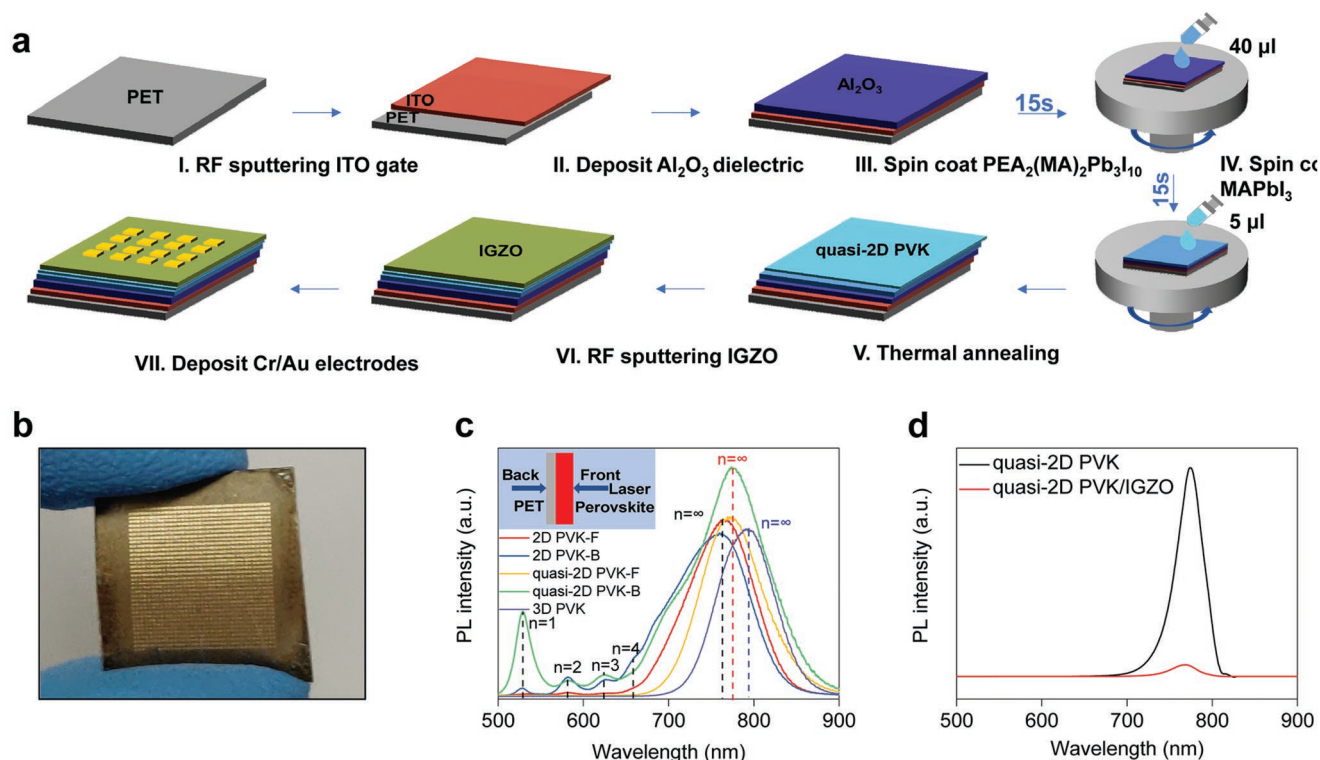 a
PET
ITO
PET
Al₂O₃
15s
40 µl
I. RF sputtering ITO gate
II. Deposit Al₂O₃ dielectric
III. Spin coat PEA₂(MA)₂Pb₃I₁₀
IV. Spin co
MAPbI₃
15s
5 µl
IGZO
quasi-2D PVK
VII. Deposit Cr/Au electrodes
VI. RF sputtering IGZO
V. Thermal annealing
b
c
PL intensity (a.u.)
Back
PET
Front
Laser
Perovskite
2D PVK-F
2D PVK-B
quasi-2D PVK-F
quasi-2D PVK-B
3D PVK
n=1
n=2
n=3
n=4
n=∞
n=∞
n=∞
500 600 700 800 900
Wavelength (nm)
d
PL intensity (a.u.)
quasi-2D PVK
quasi-2D PVK/IGZO
500 600 700 800 900
Wavelength (nm)